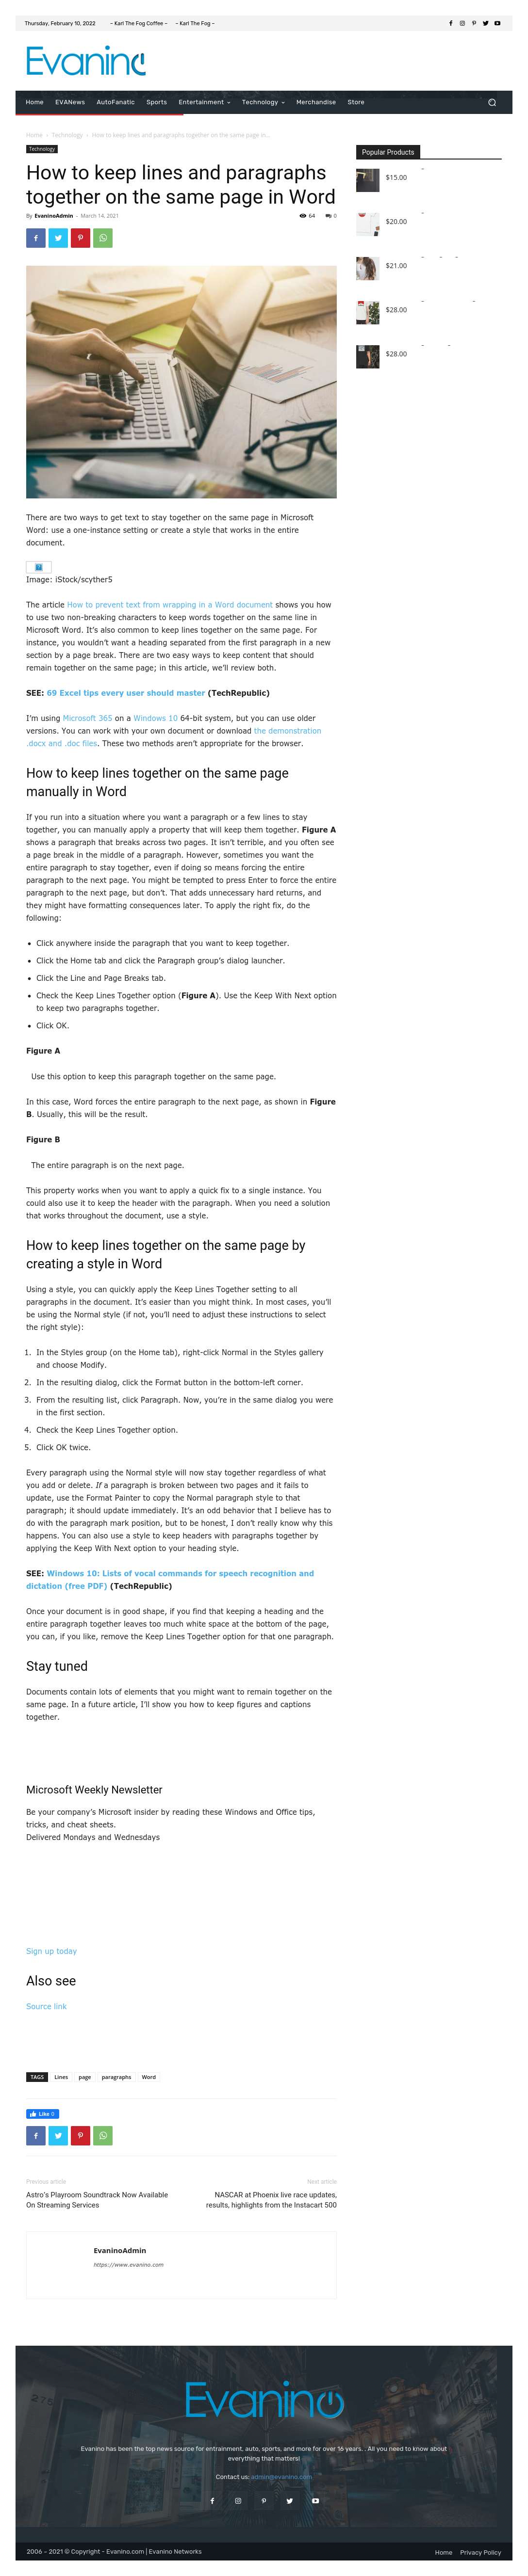 Thursday, February 10, 2022
~ Karl The Fog Coffee ~
~ Karl The Fog ~
Evanino
Home
EVANews
AutoFanatic
Sports
Entertainment
Technology
Merchandise
Store
Home › Technology › How to keep lines and paragraphs together on the same page in...
Technology
How to keep lines and paragraphs
together on the same page in Word
By EvaninoAdmin - March 14, 2021
64
0
Popular Products
$15.00
$20.00
$21.00
$28.00
$28.00
There are two ways to get text to stay together on the same page in Microsoft
Word: use a one-instance setting or create a style that works in the entire
document.
Image: iStock/scyther5
The article How to prevent text from wrapping in a Word document shows you how
to use two non-breaking characters to keep words together on the same line in
Microsoft Word. It’s also common to keep lines together on the same page. For
instance, you wouldn’t want a heading separated from the first paragraph in a new
section by a page break. There are two easy ways to keep content that should
remain together on the same page; in this article, we’ll review both.
SEE: 69 Excel tips every user should master (TechRepublic)
I’m using Microsoft 365 on a Windows 10 64-bit system, but you can use older
versions. You can work with your own document or download the demonstration
.docx and .doc files. These two methods aren’t appropriate for the browser.
How to keep lines together on the same page
manually in Word
If you run into a situation where you want a paragraph or a few lines to stay
together, you can manually apply a property that will keep them together. Figure A
shows a paragraph that breaks across two pages. It isn’t terrible, and you often see
a page break in the middle of a paragraph. However, sometimes you want the
entire paragraph to stay together, even if doing so means forcing the entire
paragraph to the next page. You might be tempted to press Enter to force the entire
paragraph to the next page, but don’t. That adds unnecessary hard returns, and
they might have formatting consequences later. To apply the right fix, do the
following:
• Click anywhere inside the paragraph that you want to keep together.
• Click the Home tab and click the Paragraph group’s dialog launcher.
• Click the Line and Page Breaks tab.
• Check the Keep Lines Together option (Figure A). Use the Keep With Next option
to keep two paragraphs together.
• Click OK.
Figure A
Use this option to keep this paragraph together on the same page.
In this case, Word forces the entire paragraph to the next page, as shown in Figure
B. Usually, this will be the result.
Figure B
The entire paragraph is on the next page.
This property works when you want to apply a quick fix to a single instance. You
could also use it to keep the header with the paragraph. When you need a solution
that works throughout the document, use a style.
How to keep lines together on the same page by
creating a style in Word
Using a style, you can quickly apply the Keep Lines Together setting to all
paragraphs in the document. It’s easier than you might think. In most cases, you’ll
be using the Normal style (if not, you’ll need to adjust these instructions to select
the right style):
1. In the Styles group (on the Home tab), right-click Normal in the Styles gallery
and choose Modify.
2. In the resulting dialog, click the Format button in the bottom-left corner.
3. From the resulting list, click Paragraph. Now, you’re in the same dialog you were
in the first section.
4. Check the Keep Lines Together option.
5. Click OK twice.
Every paragraph using the Normal style will now stay together regardless of what
you add or delete. If a paragraph is broken between two pages and it fails to
update, use the Format Painter to copy the Normal paragraph style to that
paragraph; it should update immediately. It’s an odd behavior that I believe has to
do with the paragraph mark position, but to be honest, I don’t really know why this
happens. You can also use a style to keep headers with paragraphs together by
applying the Keep With Next option to your heading style.
SEE: Windows 10: Lists of vocal commands for speech recognition and
dictation (free PDF) (TechRepublic)
Once your document is in good shape, if you find that keeping a heading and the
entire paragraph together leaves too much white space at the bottom of the page,
you can, if you like, remove the Keep Lines Together option for that one paragraph.
Stay tuned
Documents contain lots of elements that you might want to remain together on the
same page. In a future article, I’ll show you how to keep figures and captions
together.
Microsoft Weekly Newsletter
Be your company’s Microsoft insider by reading these Windows and Office tips,
tricks, and cheat sheets.
Delivered Mondays and Wednesdays
Sign up today
Also see
Source link
TAGS Lines page paragraphs Word
Like 0
Previous article
Next article
Astro’s Playroom Soundtrack Now Available
On Streaming Services
NASCAR at Phoenix live race updates,
results, highlights from the Instacart 500
EvaninoAdmin
https://www.evanino.com
Evanino
Evanino has been the top news source for entrainment, auto, sports, and more for over 16 years. . All you need to know about
everything that matters!
Contact us: admin@evanino.com
2006 – 2021 © Copyright - Evanino.com | Evanino Networks
Home
Privacy Policy